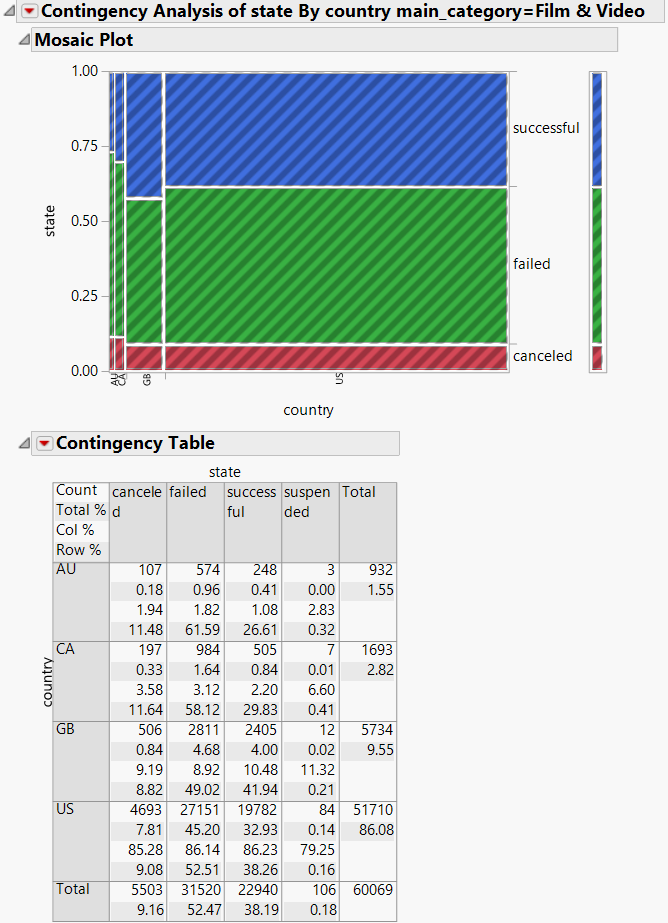 Contingency Analysis of state By country main_category=Film & Video
Mosaic Plot
1.00
0.75
0.50
0.25
0.00
state
successful
failed
canceled
AU
CA
GB
US
country
Contingency Table
state
Count
Total %
Col %
Row %
cancele
d
failed
success
ful
suspen
ded
Total
country
AU
107 574 248 3 932
0.18 0.96 0.41 0.00 1.55
1.94 1.82 1.08 2.83
11.48 61.59 26.61 0.32
CA
197 984 505 7 1693
0.33 1.64 0.84 0.01 2.82
3.58 3.12 2.20 6.60
11.64 58.12 29.83 0.41
GB
506 2811 2405 12 5734
0.84 4.68 4.00 0.02 9.55
9.19 8.92 10.48 11.32
8.82 49.02 41.94 0.21
US
4693 27151 19782 84 51710
7.81 45.20 32.93 0.14 86.08
85.28 86.14 86.23 79.25
9.08 52.51 38.26 0.16
Total
5503 31520 22940 106 60069
9.16 52.47 38.19 0.18